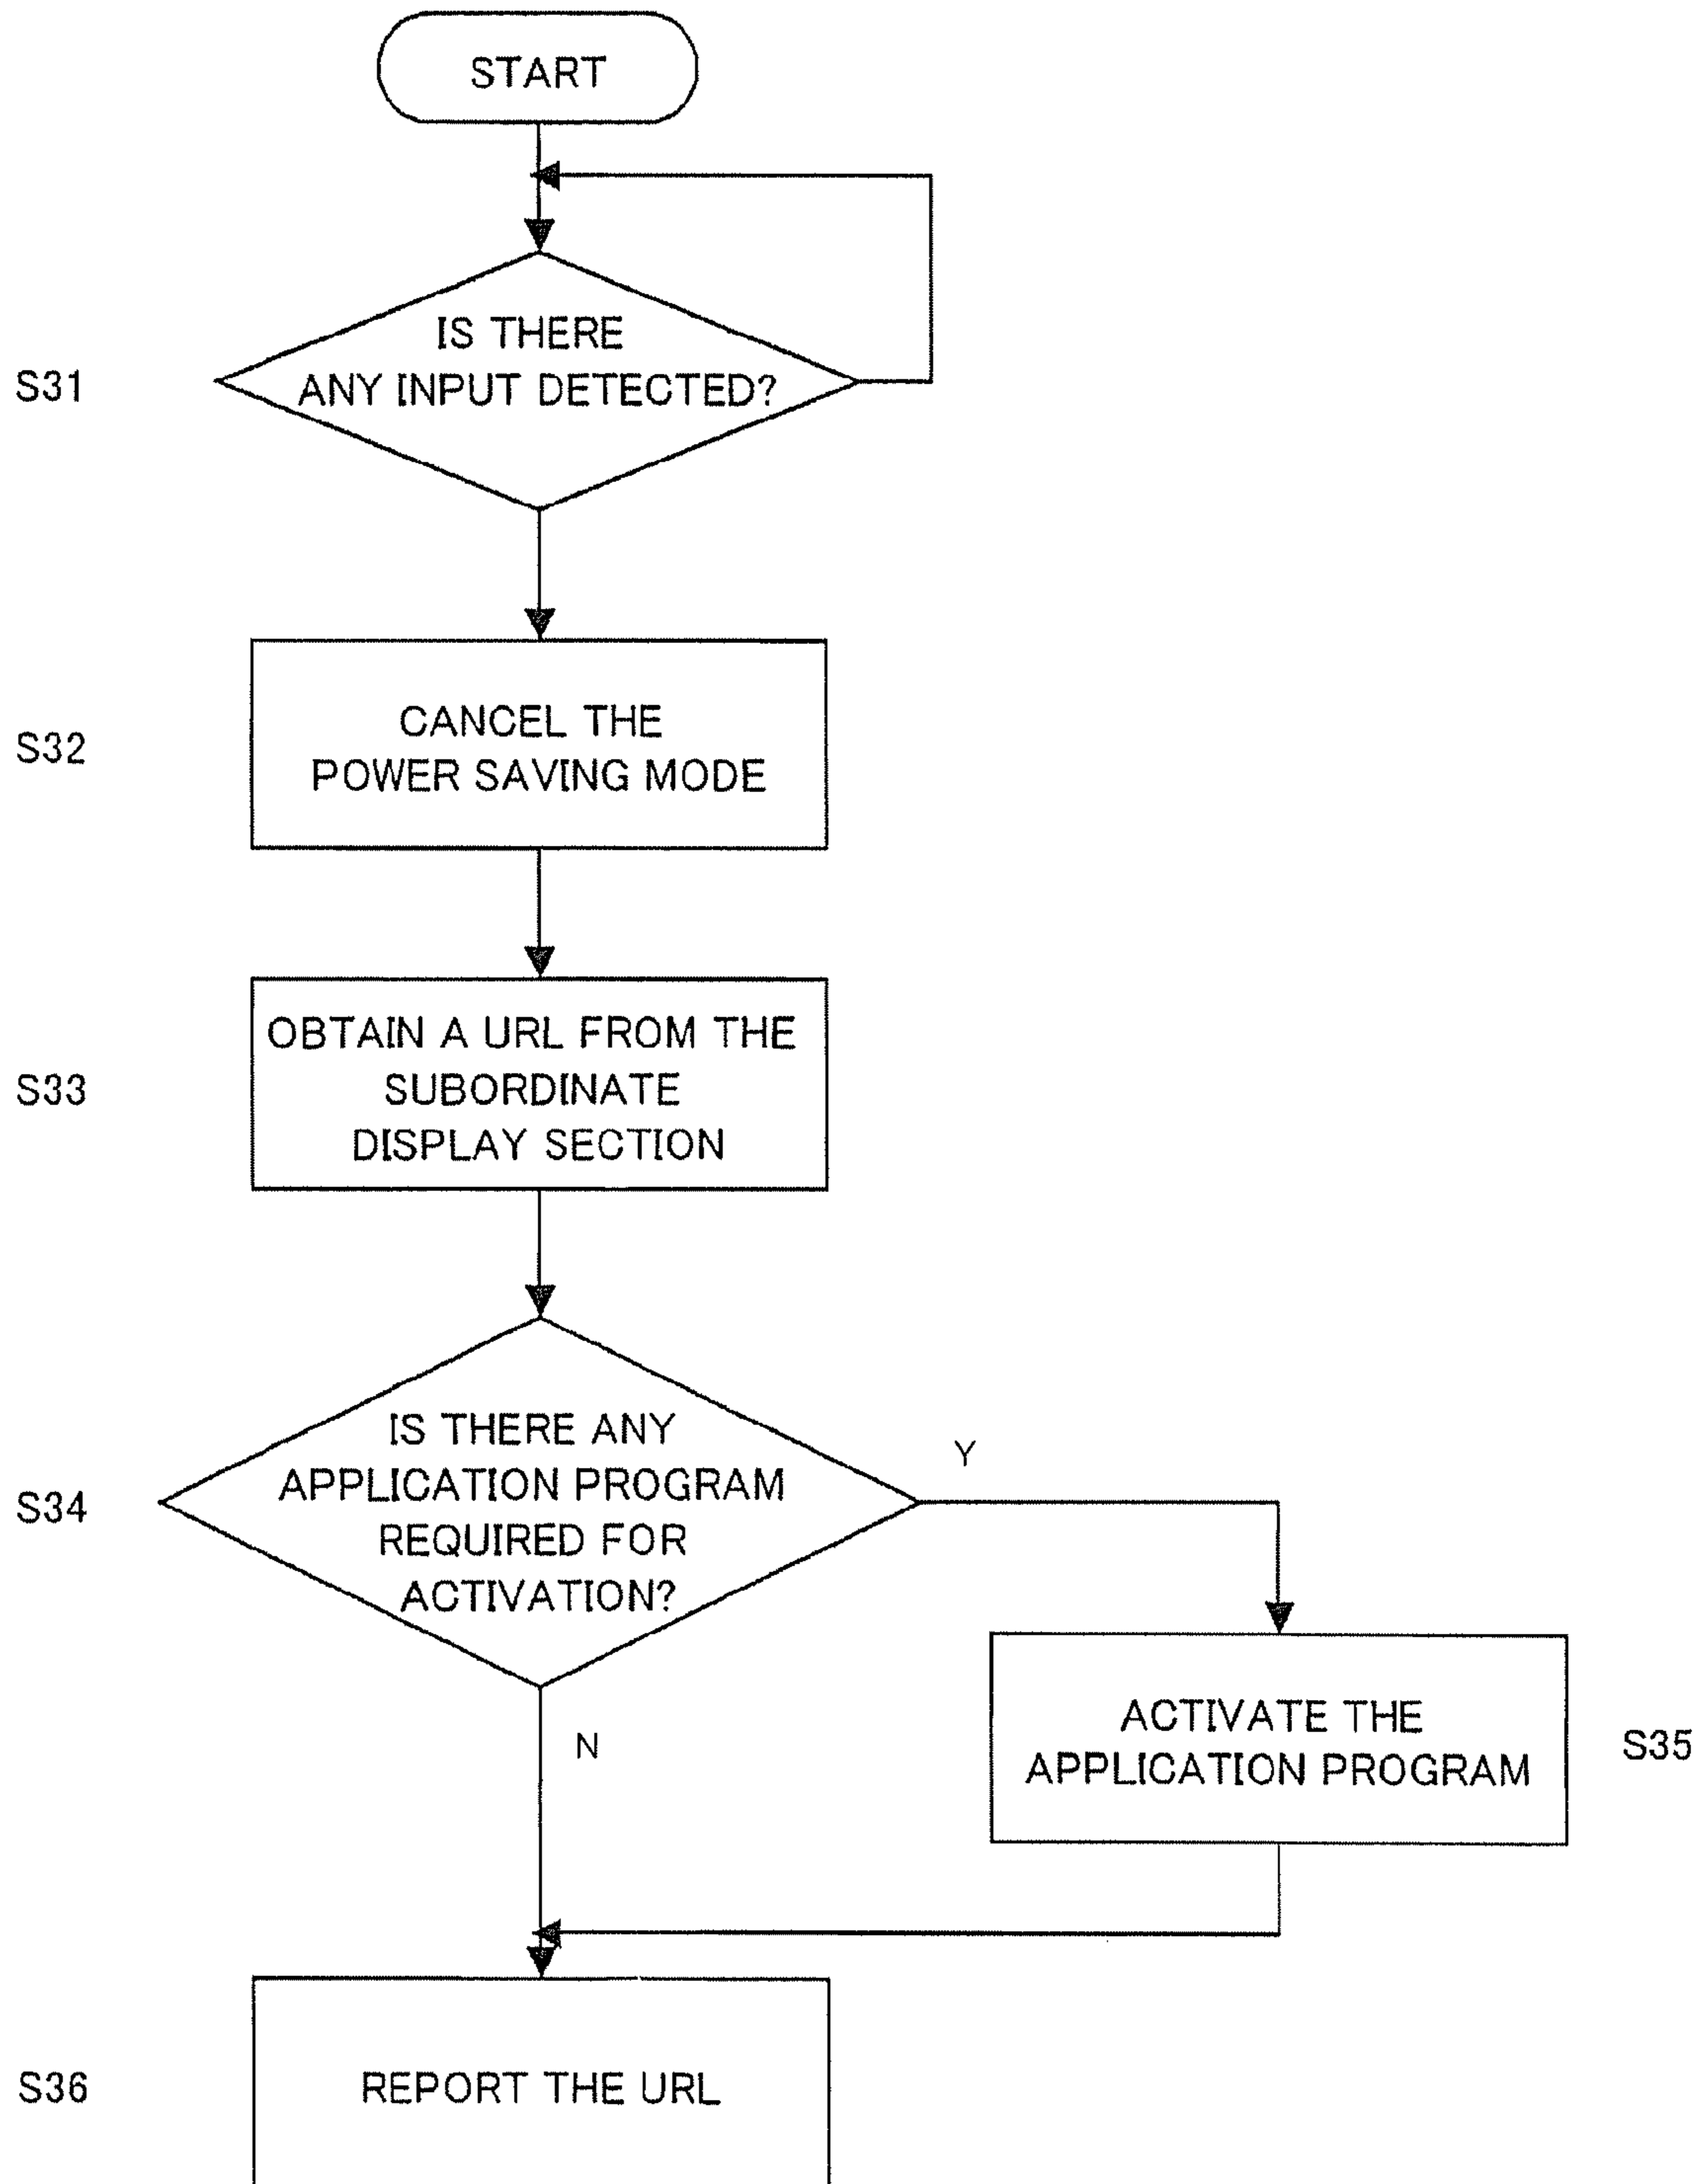 START
IS THERE
ANY INPUT DETECTED?
S31
CANCEL THE
POWER SAVING MODE
S32
OBTAIN A URL FROM THE
SUBORDINATE
DISPLAY SECTION
S33
IS THERE ANY
APPLICATION PROGRAM
REQUIRED FOR
ACTIVATION?
S34
Y
N
ACTIVATE THE
APPLICATION PROGRAM
S35
REPORT THE URL
S36